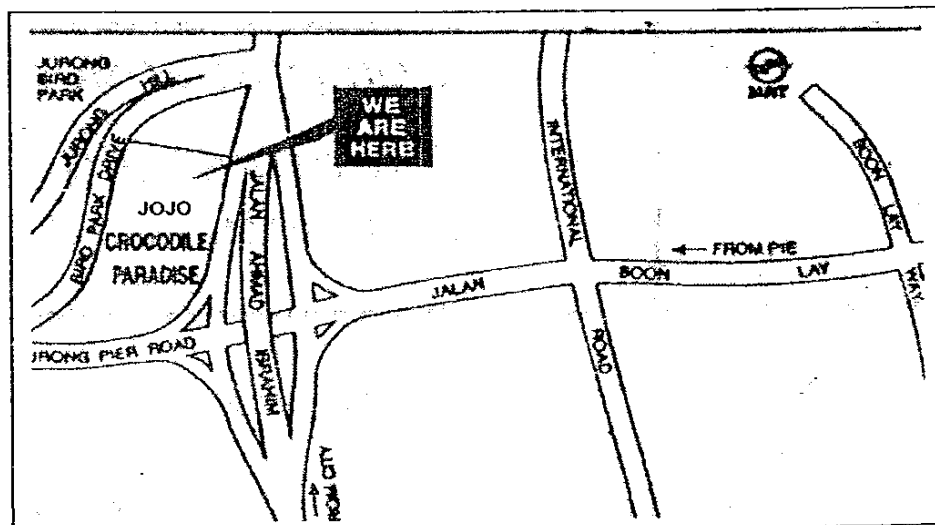 JURONG
BIRD
PARK
JURONG HILL
BIRD PARK DRIVE
WE
ARE
HERB
JOJO
CROCODILE
PARADISE
JALAN AHMAD IBRAHIM
INTERNATIONAL
ROAD
MRT
BOON LAY
WAY
← FROM PIE
JALAN BOON LAY
JURONG PIER ROAD
FROM CITY